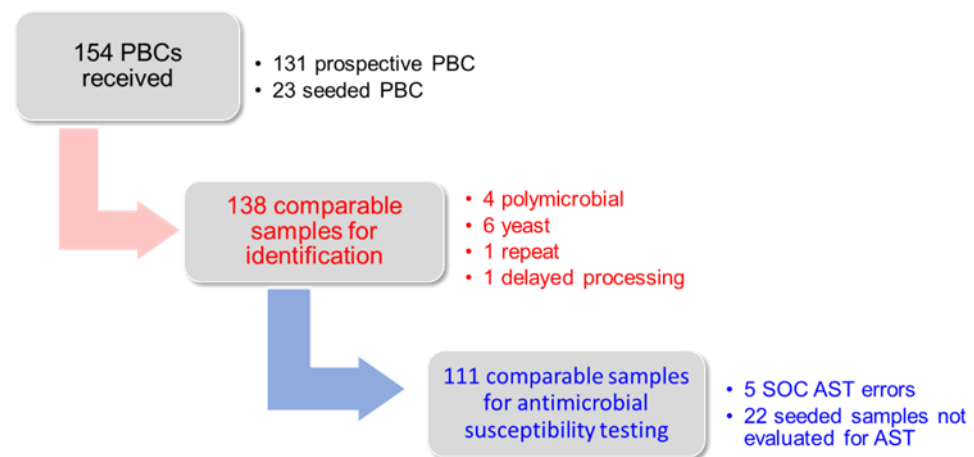 154 PBCs
received
• 131 prospective PBC
• 23 seeded PBC
138 comparable
samples for
identification
• 4 polymicrobial
• 6 yeast
• 1 repeat
• 1 delayed processing
111 comparable samples
for antimicrobial
susceptibility testing
• 5 SOC AST errors
• 22 seeded samples not
evaluated for AST